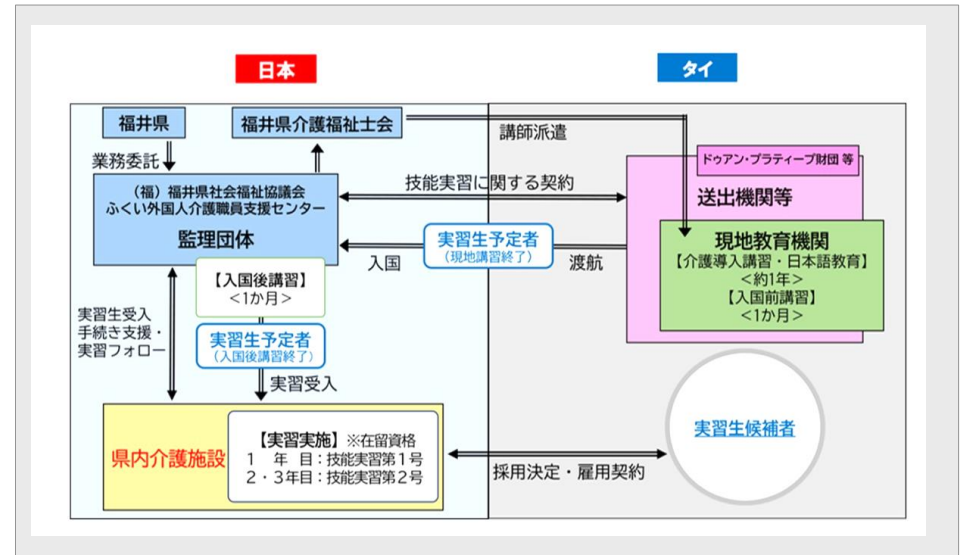 日本
タイ
福井県
福井県介護福祉士会
講師派遣
業務委託
ドゥアン・プラティープ財団 等
（福）福井県社会福祉協議会
ふくい外国人介護職員支援センター
監理団体
技能実習に関する契約
送出機関等
実習生予定者
（現地講習終了）
入国
渡航
現地教育機関
【介護導入講習・日本語教育】
＜約1年＞
【入国前講習】
＜1か月＞
【入国後講習】
＜1か月＞
実習生受入
手続き支援・
実習フォロー
実習生予定者
（入国後講習終了）
実習受入
県内介護施設
【実習実施】※在留資格
1　年　目：技能実習第1号
2・3年目：技能実習第2号
採用決定・雇用契約
実習生候補者